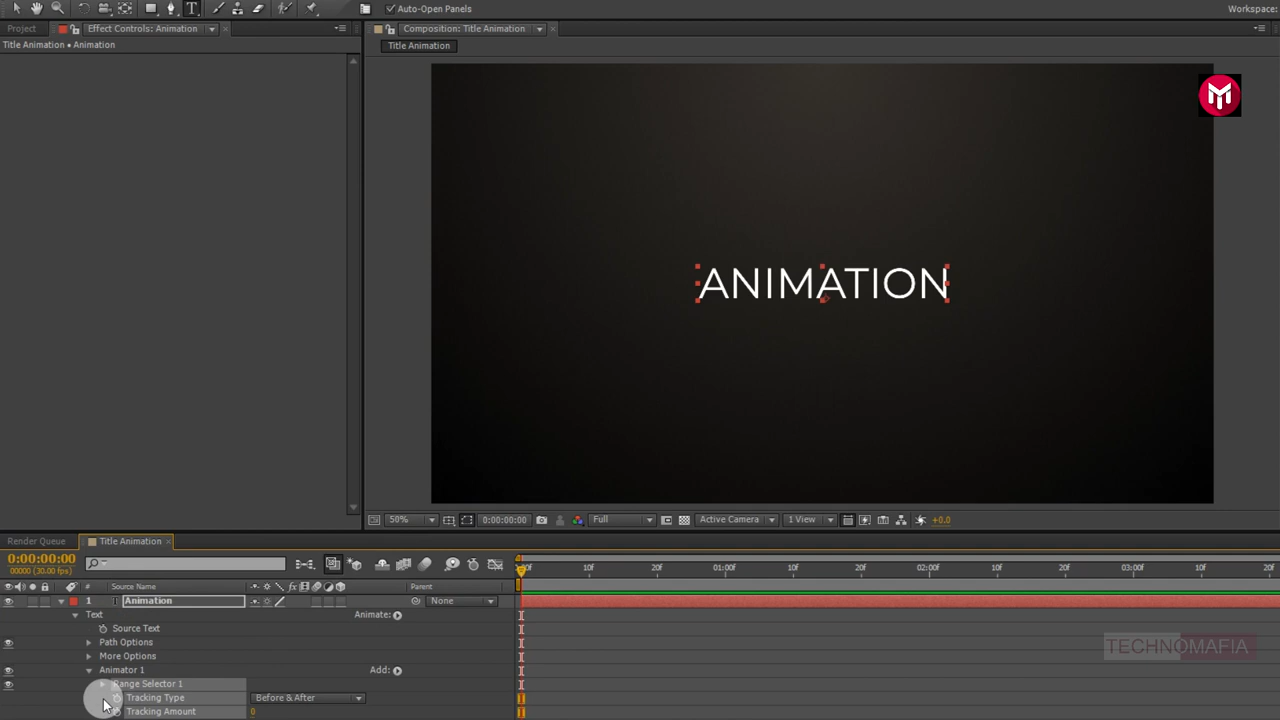 Auto-Open Panels
Workspace:
Project
Effect Controls: Animation
Composition: Title Animation
Title Animation • Animation
Title Animation
ANIMATION
50%
0:00:00:00
Full
Active Camera
1 View
+0.0
Render Queue
Title Animation
0:00:00:00
00000 (30.00 fps)
10f
20f
01:00f
10f
20f
02:00f
10f
20f
03:00f
10f
20f
#
Source Name
fx
Parent
1
Animation
None
Text
Animate:
Source Text
Path Options
More Options
TECHNOMAFIA
Animator 1
Add:
Range Selector 1
Tracking Type
Before & After
Tracking Amount
0